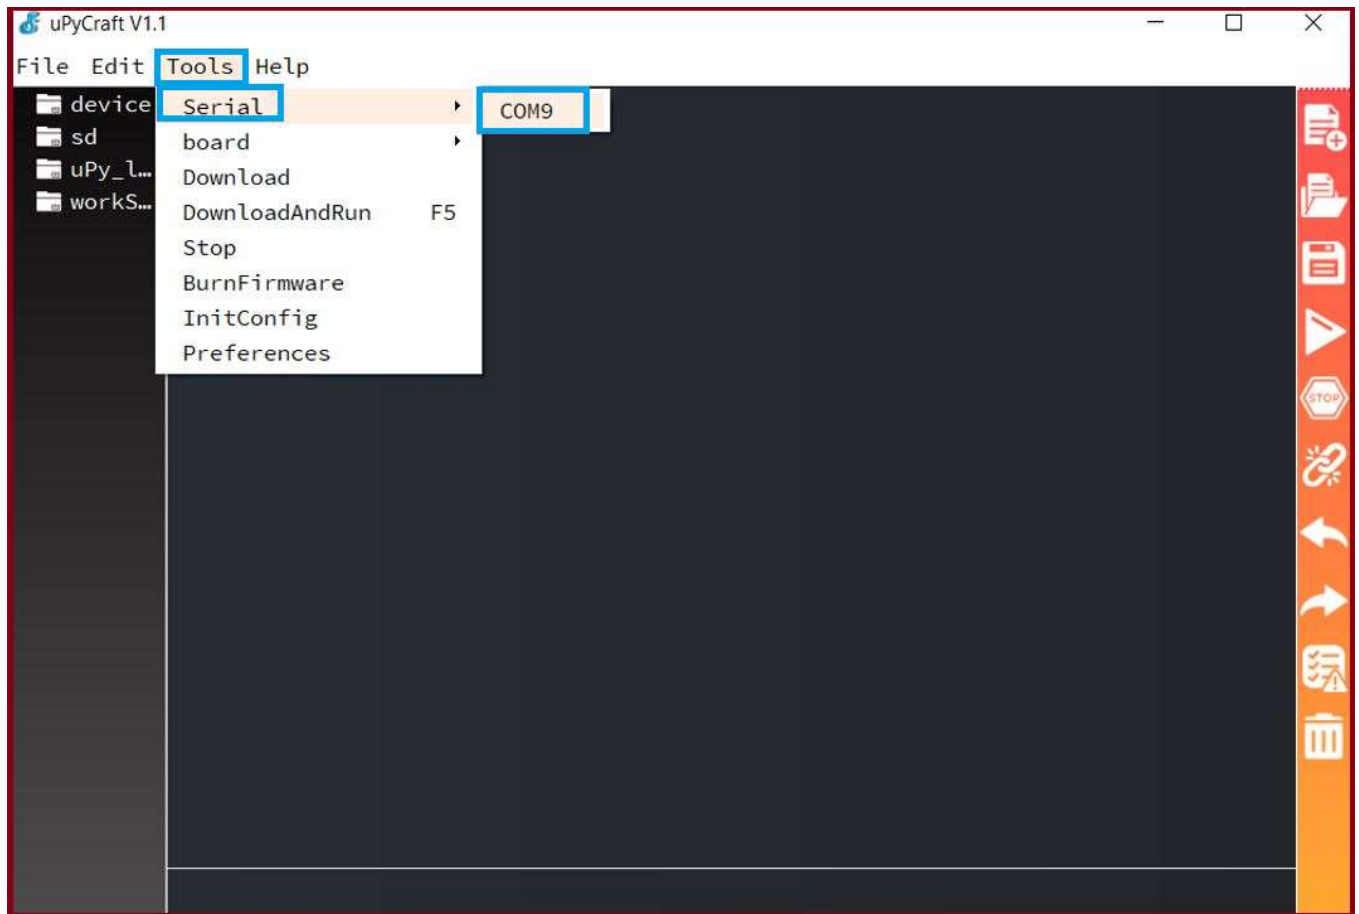 uPyCraft V1.1
File Edit Tools Help
device
sd
uPy_l…
workS…
Serial
COM9
board
Download
DownloadAndRun F5
Stop
BurnFirmware
InitConfig
Preferences
STOP